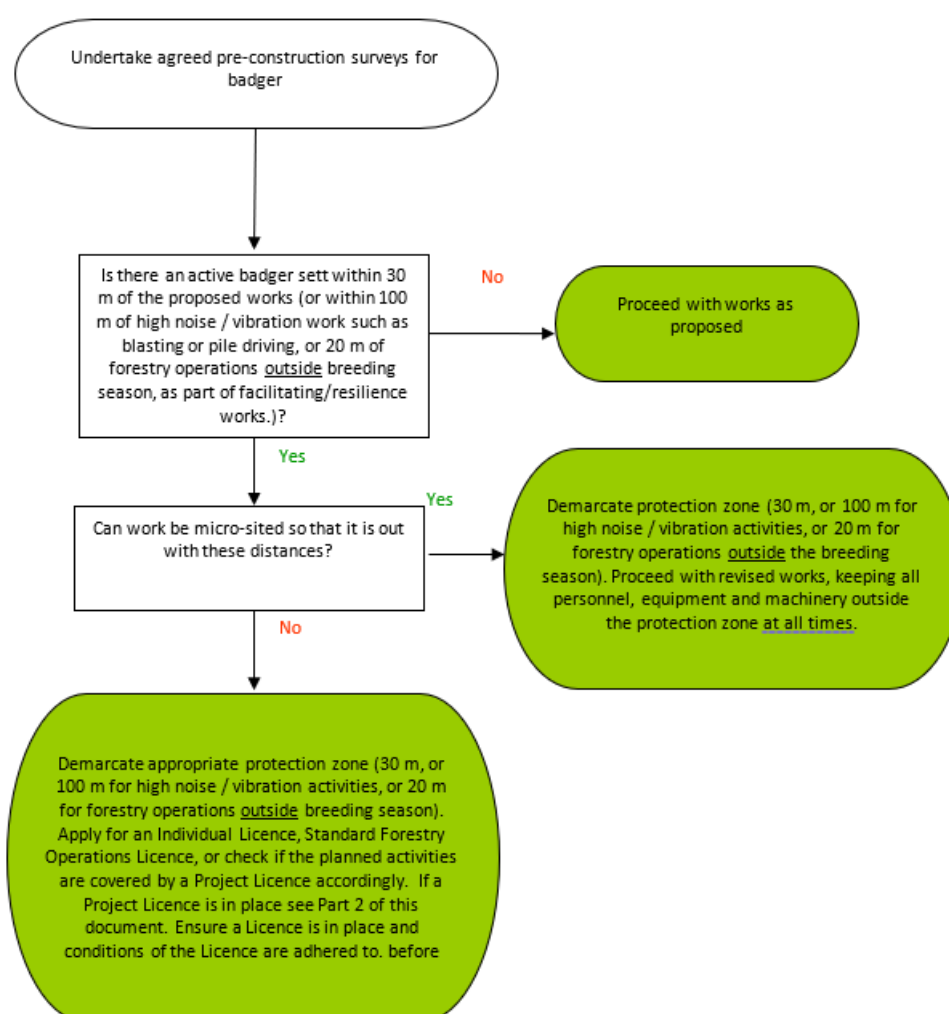 Undertake agreed pre-construction surveys for
badger
Is there an active badger sett within 30
m of the proposed works (or within 100
m of high noise / vibration work such as
blasting or pile driving, or 20 m of
forestry operations outside breeding
season, as part of facilitating/resilience
works.)?
No
Proceed with works as
proposed
Yes
Can work be micro-sited so that it is out
with these distances?
Yes
Demarcate protection zone (30 m, or 100 m for
high noise / vibration activities, or 20 m for
forestry operations outside the breeding
season). Proceed with revised works, keeping all
personnel, equipment and machinery outside
the protection zone at all times.
No
Demarcate appropriate protection zone (30 m, or
100 m for high noise / vibration activities, or 20 m
for forestry operations outside breeding season).
Apply for an Individual Licence, Standard Forestry
Operations Licence, or check if the planned activities
are covered by a Project Licence accordingly. If a
Project Licence is in place see Part 2 of this
document. Ensure a Licence is in place and
conditions of the Licence are adhered to. before